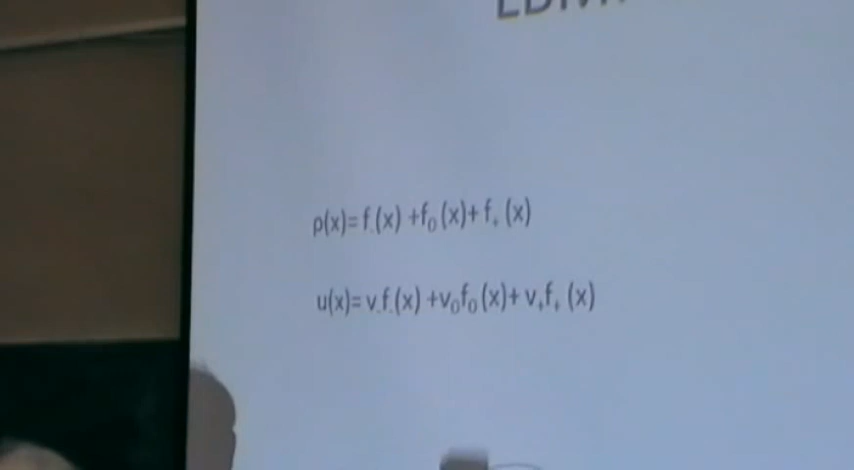 ρ(x)= f₋(x) +f₀(x)+ f₊ (x)
u(x)= v₋f₋(x) +v₀f₀(x)+ v₊f₊ (x)